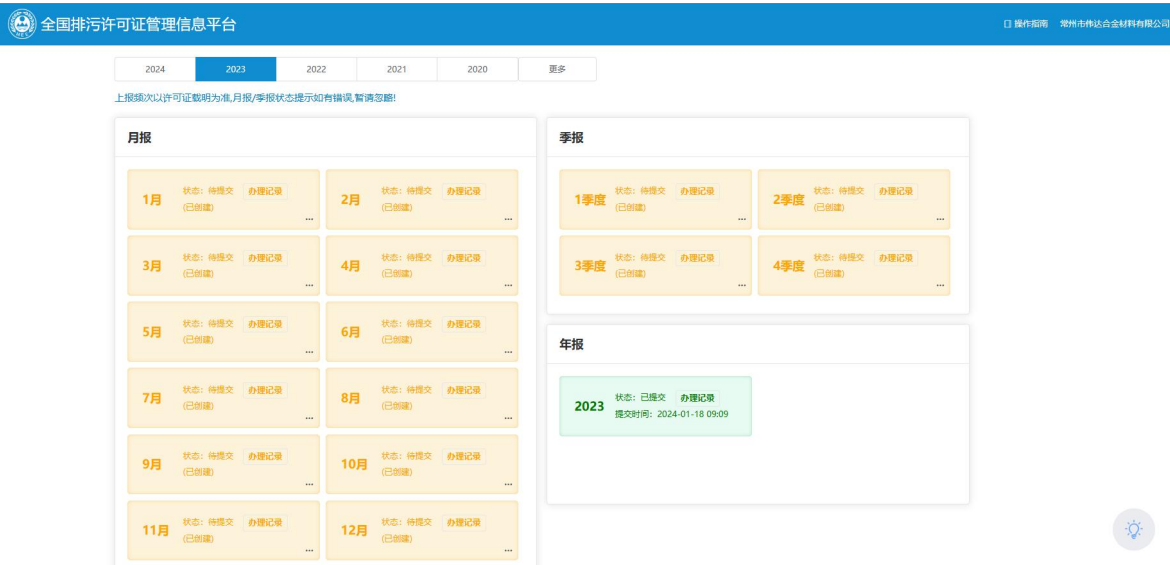 全国排污许可证管理信息平台
操作指南 常州市伟达合金材料有限公司
2024 2023 2022 2021 2020 更多
上报频次以许可证载明为准,月报/季报状态提示如有错误,暂请忽略!
月报
1月 状态：待提交 办理记录
(已创建)
...
2月 状态：待提交 办理记录
(已创建)
...
3月 状态：待提交 办理记录
(已创建)
...
4月 状态：待提交 办理记录
(已创建)
...
5月 状态：待提交 办理记录
(已创建)
...
6月 状态：待提交 办理记录
(已创建)
...
7月 状态：待提交 办理记录
(已创建)
...
8月 状态：待提交 办理记录
(已创建)
...
9月 状态：待提交 办理记录
(已创建)
...
10月 状态：待提交 办理记录
(已创建)
...
11月 状态：待提交 办理记录
(已创建)
...
12月 状态：待提交 办理记录
(已创建)
...
季报
1季度 状态：待提交 办理记录
(已创建)
...
2季度 状态：待提交 办理记录
(已创建)
...
3季度 状态：待提交 办理记录
(已创建)
...
4季度 状态：待提交 办理记录
(已创建)
...
年报
2023 状态：已提交 办理记录
提交时间：2024-01-18 09:09